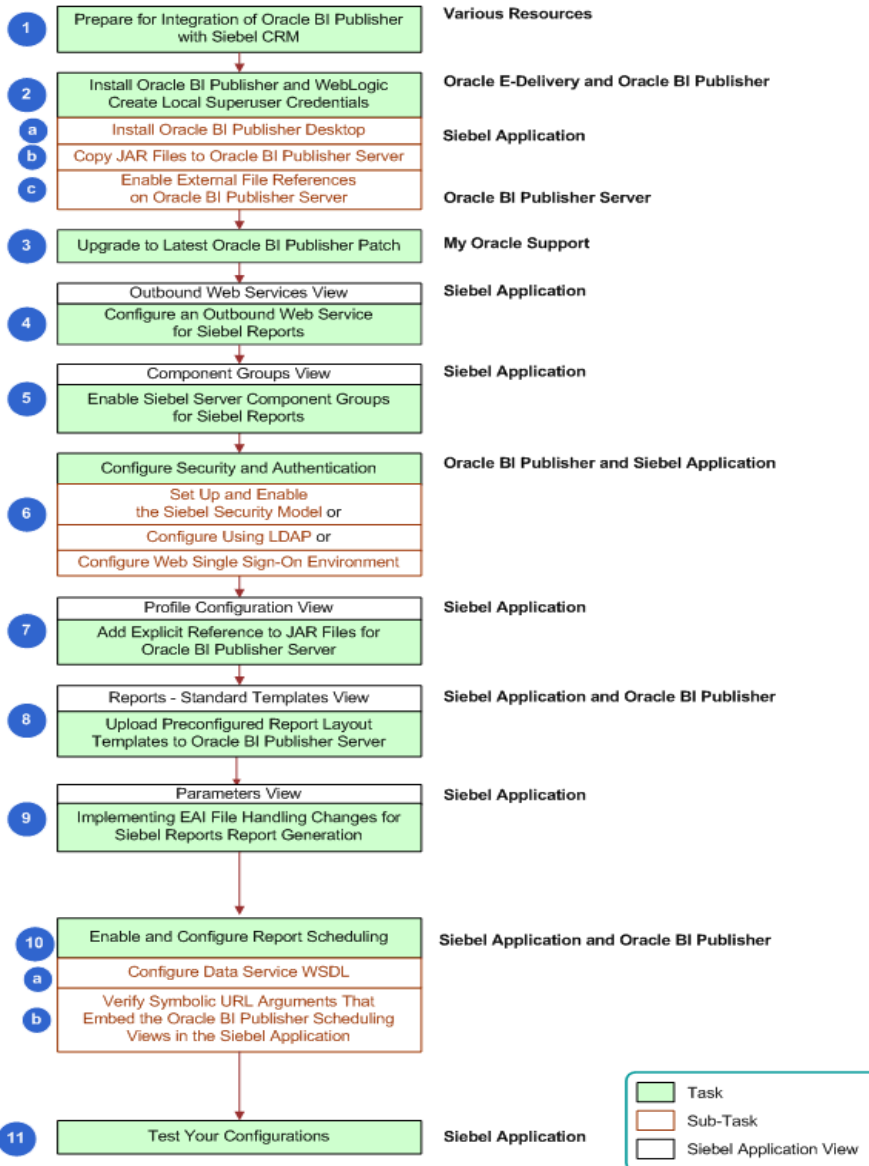 1
Prepare for Integration of Oracle BI Publisher
with Siebel CRM
Various Resources
2
Install Oracle BI Publisher and WebLogic
Create Local Superuser Credentials
Oracle E-Delivery and Oracle BI Publisher
a
Install Oracle BI Publisher Desktop
Siebel Application
b
Copy JAR Files to Oracle BI Publisher Server
c
Enable External File References
on Oracle BI Publisher Server
Oracle BI Publisher Server
3
Upgrade to Latest Oracle BI Publisher Patch
My Oracle Support
Outbound Web Services View
Siebel Application
4
Configure an Outbound Web Service
for Siebel Reports
Component Groups View
Siebel Application
5
Enable Siebel Server Component Groups
for Siebel Reports
Configure Security and Authentication
Oracle BI Publisher and Siebel Application
6
Set Up and Enable
the Siebel Security Model or
Configure Using LDAP or
Configure Web Single Sign-On Environment
Profile Configuration View
Siebel Application
7
Add Explicit Reference to JAR Files for
Oracle BI Publisher Server
Reports - Standard Templates View
Siebel Application and Oracle BI Publisher
8
Upload Preconfigured Report Layout
Templates to Oracle BI Publisher Server
Parameters View
Siebel Application
9
Implementing EAI File Handling Changes for
Siebel Reports Report Generation
10
Enable and Configure Report Scheduling
Siebel Application and Oracle BI Publisher
a
Configure Data Service WSDL
b
Verify Symbolic URL Arguments That
Embed the Oracle BI Publisher Scheduling
Views in the Siebel Application
11
Test Your Configurations
Siebel Application
Task
Sub-Task
Siebel Application View